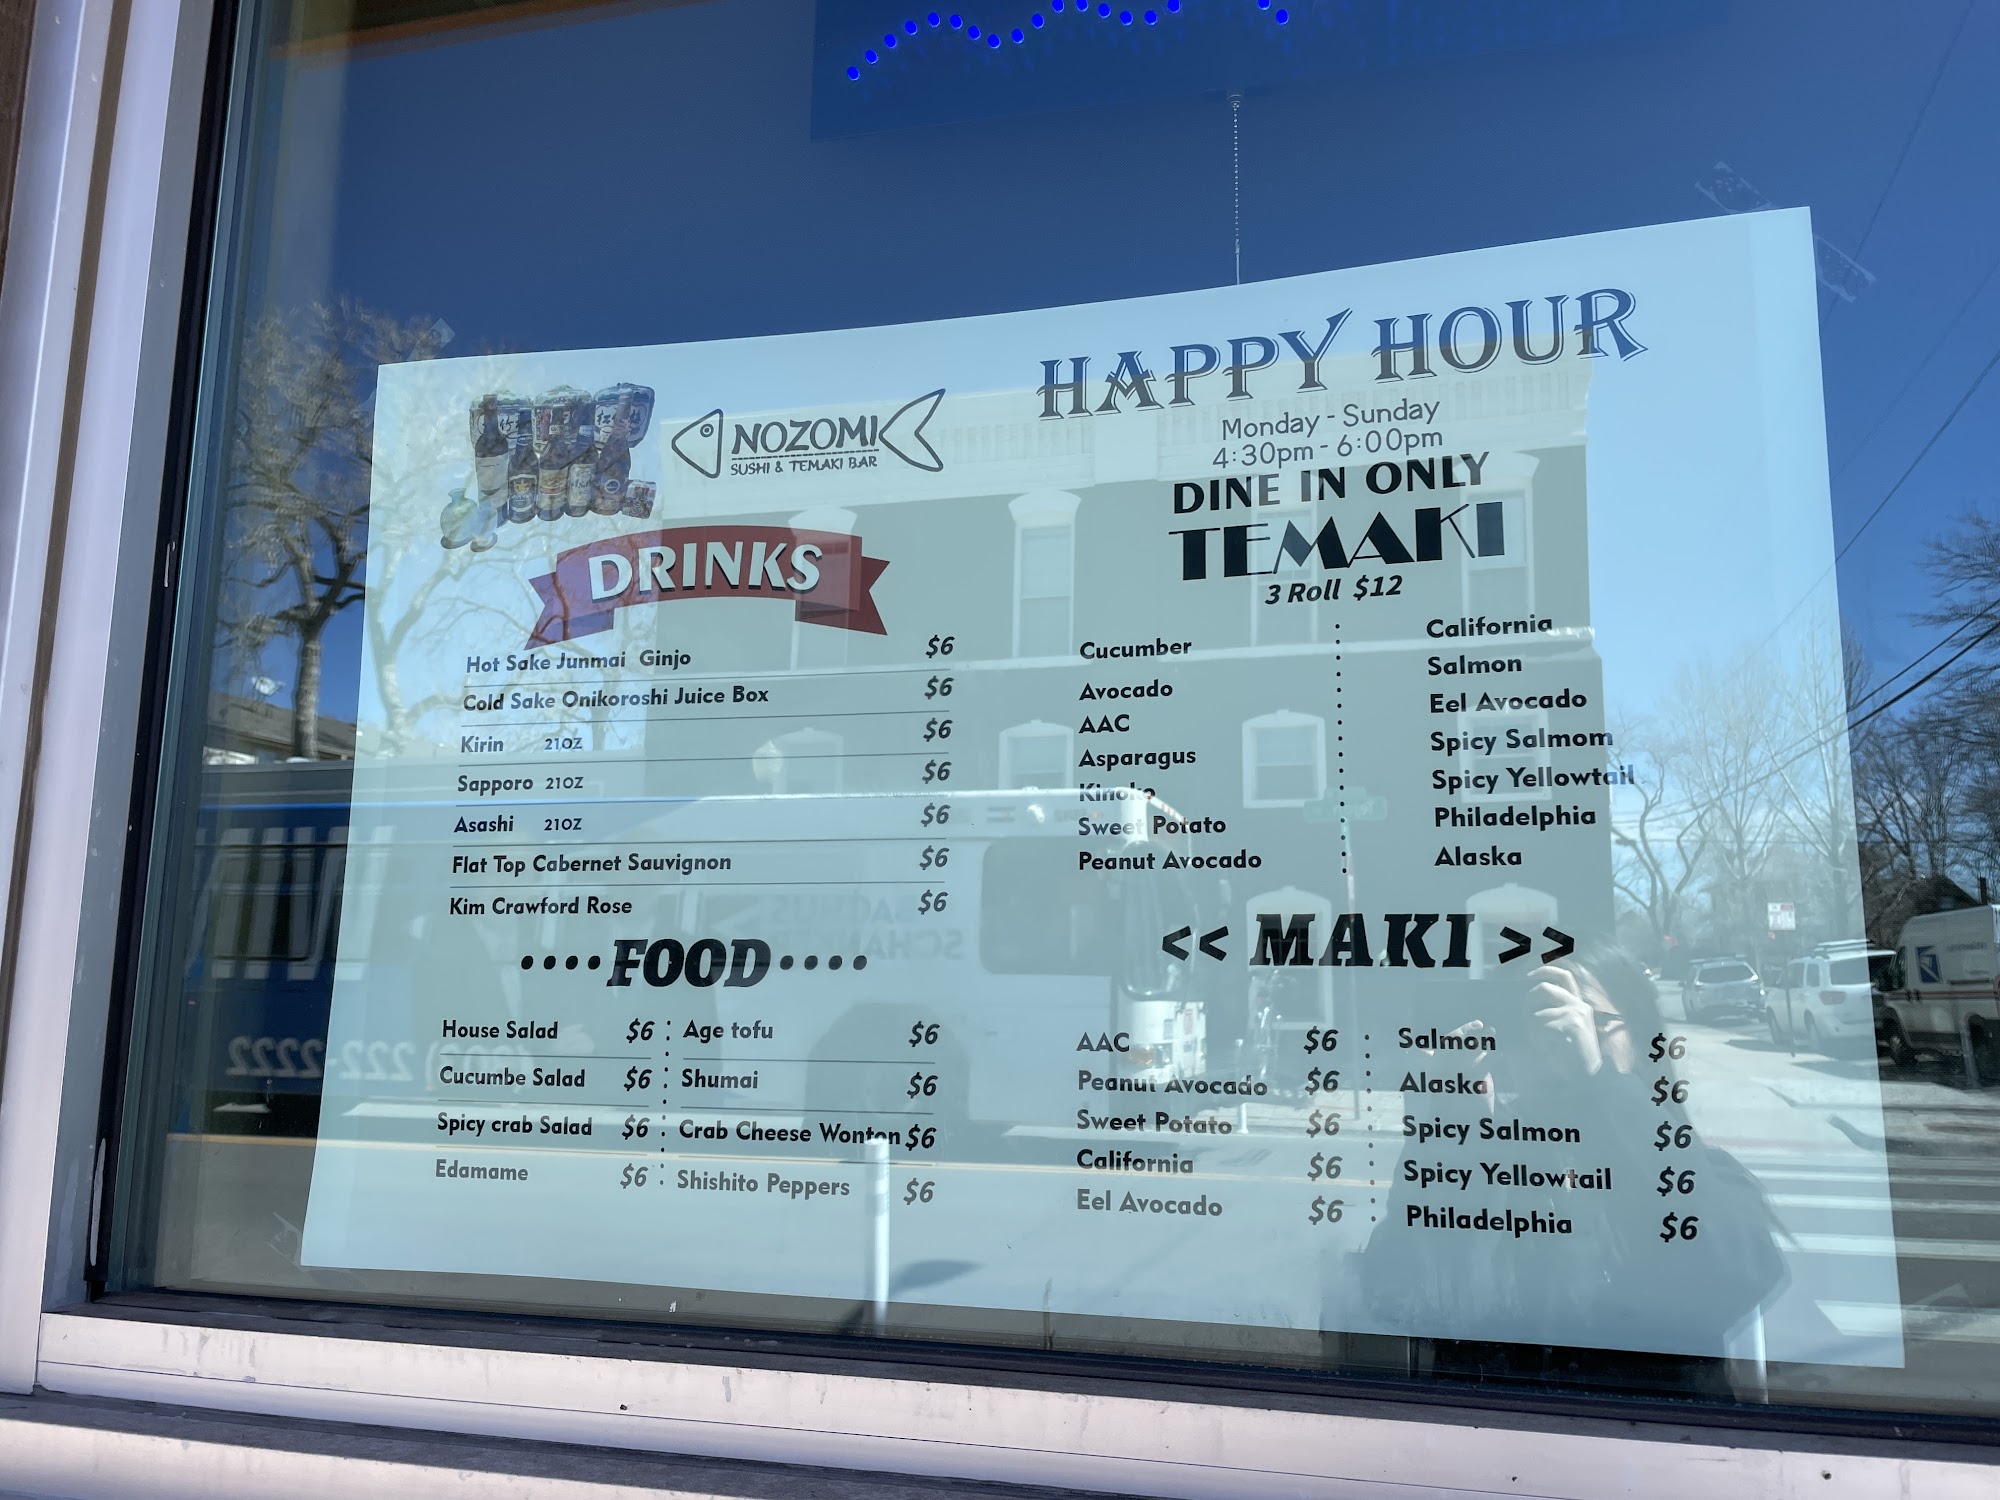 NOZOMI
SUSHI & TEMAKI BAR
DRINKS
Hot Sake Junmai Ginjo $6
Cold Sake Onikoroshi Juice Box $6
Kirin 21OZ $6
Sapporo 21OZ $6
Asashi 21OZ $6
Flat Top Cabernet Sauvignon $6
Kim Crawford Rose $6
••••FOOD••••
House Salad $6 Age tofu $6
Cucumbe Salad $6 Shumai $6
Spicy crab Salad $6 Crab Cheese Wonton $6
Edamame $6 Shishito Peppers $6
HAPPY HOUR
Monday - Sunday
4:30pm - 6:00pm
DINE IN ONLY
TEMAKI
3 Roll $12
Cucumber California
Avocado Salmon
AAC Eel Avocado
Asparagus Spicy Salmom
Kinoko Spicy Yellowtail
Sweet Potato Philadelphia
Peanut Avocado Alaska
<< MAKI >>
AAC $6 Salmon $6
Peanut Avocado $6 Alaska $6
Sweet Potato $6 Spicy Salmon $6
California $6 Spicy Yellowtail $6
Eel Avocado $6 Philadelphia $6
222-2222